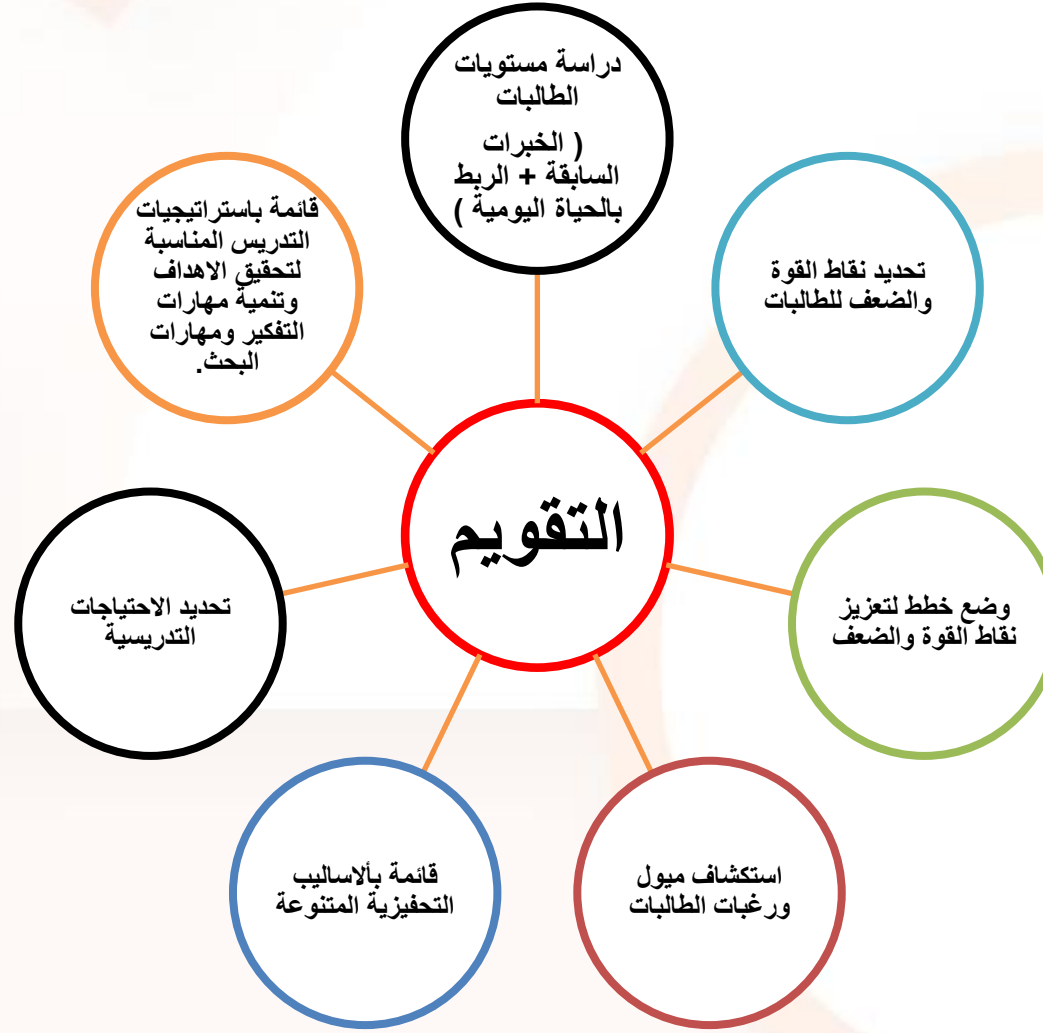 دراسة مستويات
الطالبات
( الخبرات
السابقة + الربط
بالحياة اليومية )
تحديد نقاط القوة
والضعف للطالبات
وضع خطط لتعزيز
نقاط القوة والضعف
استكشاف ميول
ورغبات الطالبات
قائمة بألاساليب
التحفيزية المتنوعة
تحديد الاحتياجات
التدريسية
قائمة باستراتيجيات
التدريس المناسبة
لتحقيق الاهداف
وتنمية مهارات
التفكير ومهارات
البحث.
التقويم